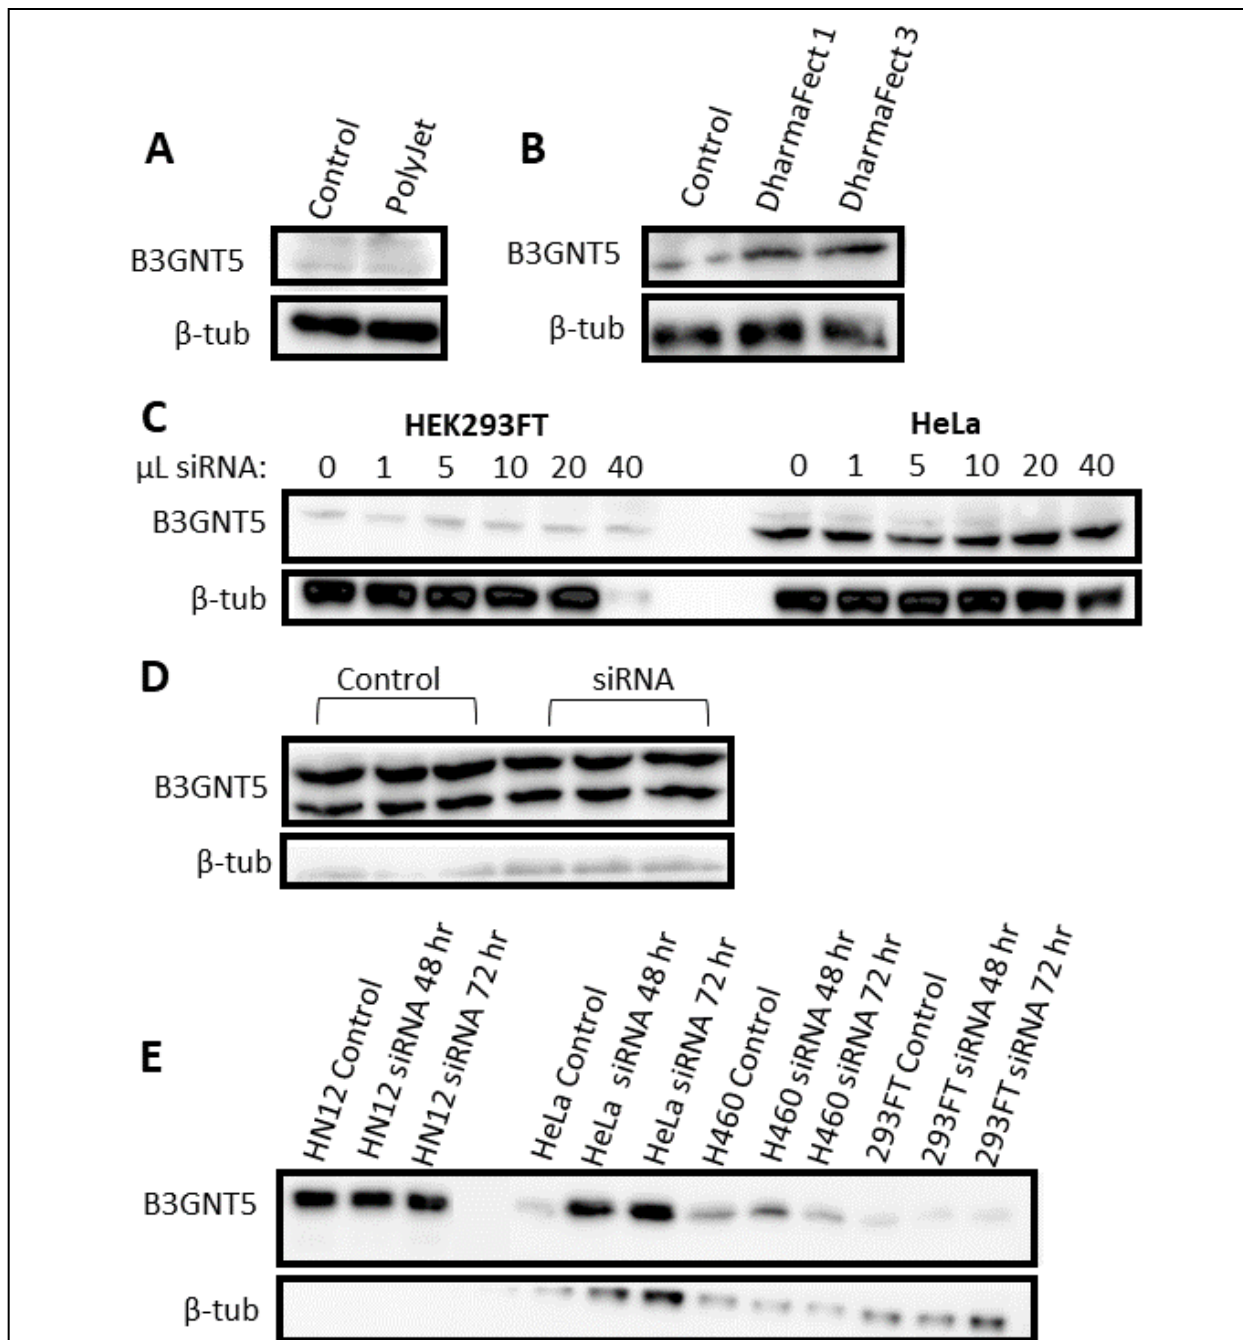 A
Control
PolyJet
B3GNT5
β-tub
B
Control
DharmaFect 1
DharmaFect 3
B3GNT5
β-tub
C
HEK293FT
HeLa
μL siRNA: 0 1 5 10 20 40 0 1 5 10 20 40
B3GNT5
β-tub
D
Control
siRNA
B3GNT5
β-tub
E
HN12 Control
HN12 siRNA 48 hr
HN12 siRNA 72 hr
HeLa Control
HeLa siRNA 48 hr
HeLa siRNA 72 hr
H460 Control
H460 siRNA 48 hr
H460 siRNA 72 hr
293FT Control
293FT siRNA 48 hr
293FT siRNA 72 hr
B3GNT5
β-tub